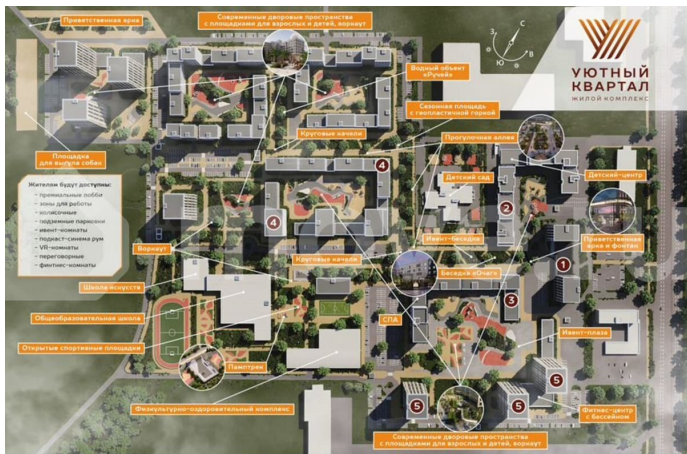 Приветственная арка
Современные дворовые пространства
с площадками для взрослых и детей, воркаут
С
З
В
Ю
УЮТНЫЙ
КВАРТАЛ
ЖИЛОЙ КОМПЛЕКС
Водный объект
«Ручей»
Сезонная площадь
с геопластичной горкой
Круговые качели
Прогулочная аллея
Площадка
для выгула собак
Детский сад
Детский-центр
4
2
Жителям будут доступны:
- премиальные лобби
- зоны для работы
- колясочные
- подземные парковки
- ивент-комнаты
- подкаст-синема рум
- VR-комнаты
- переговорные
- финтнес-комнаты
4
Воркаут
Ивент-беседка
Приветственная
арка и фонтан
Круговые качели
1
Беседка «Очаг»
Школа искусств
3
Общеобразовательная школа
СПА
Ивент-плаза
Открытые спортивные площадки
Памптрек
5
Физкультурно-оздоровительный комплекс
5
5
Фитнес-центр
с бассейном
Современные дворовые пространства
с площадками для взрослых и детей, воркаут